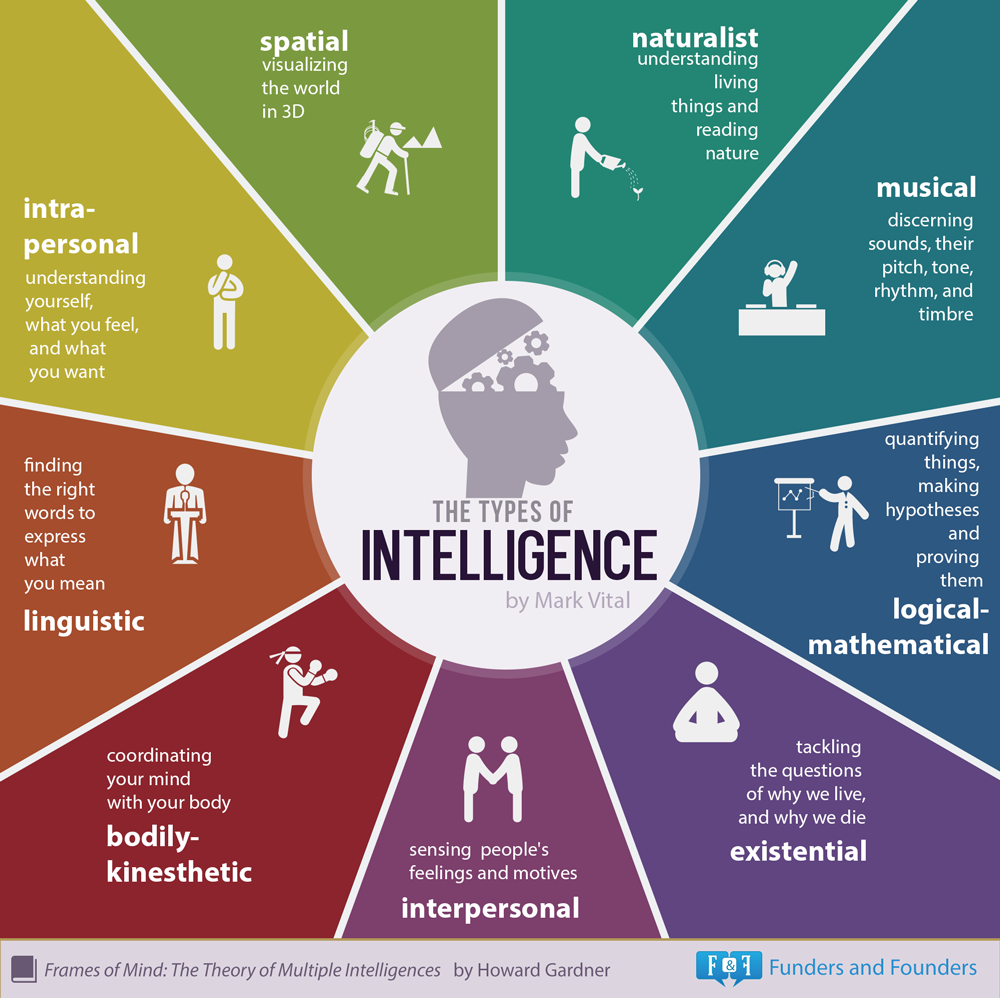 spatial
visualizing
the world
in 3D
naturalist
understanding
living
things and
reading
nature
musical
discerning
sounds, their
pitch, tone,
rhythm, and
timbre
intra-
personal
understanding
yourself,
what you feel,
and what
you want
finding
the right
words to
express
what
you mean
linguistic
quantifying
things,
making
hypotheses
and
proving
them
logical-
mathematical
THE TYPES OF
INTELLIGENCE
by Mark Vital
coordinating
your mind
with your body
bodily-
kinesthetic
sensing people's
feelings and motives
interpersonal
tackling
the questions
of why we live,
and why we die
existential
Frames of Mind: The Theory of Multiple Intelligences by Howard Gardner
F&F Funders and Founders